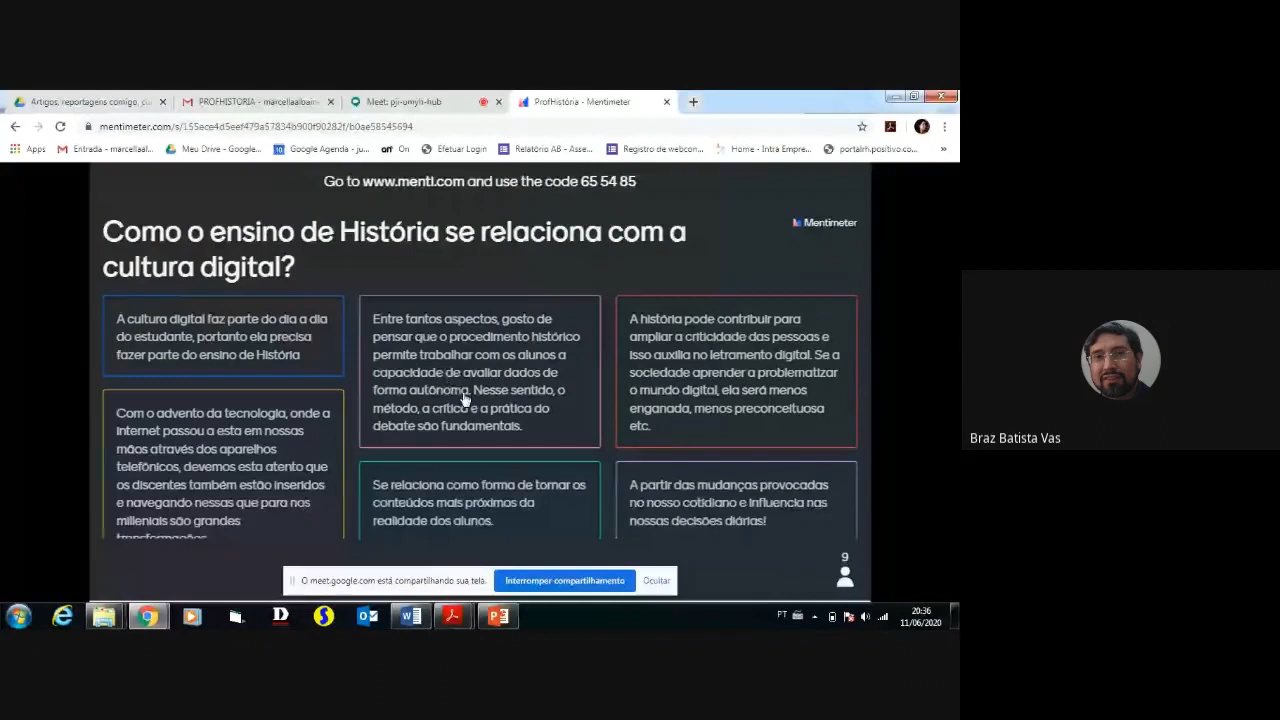 Artigos, reportagens comigo, cu
PROFHISTORIA - marcellaaloain
Meet: pji-umyh-hub
ProfHistória - Mentimeter
mentimeter.com/s/155ace4d5eef479a57834b900f90282f/b0ae58545694
Apps
Entrada - marcellaal...
Meu Drive - Google...
Google Agenda - ju...
On
Efetuar Login
Relatório AB - Asse...
Registro de webcon...
Home - Intra Empre...
portalrh.positivo.co...
»
Go to www.menti.com and use the code 65 54 85
Mentimeter
Como o ensino de História se relaciona com a
cultura digital?
A cultura digital faz parte do dia a dia
do estudante, portanto ela precisa
fazer parte do ensino de História
Com o advento da tecnologia, onde a
internet passou a esta em nossas
mãos através dos aparelhos
telefônicos, devemos esta atento que
os discentes também estão inseridos
e navegando nessas que para nos
milleniais são grandes
transformações
Entre tantos aspectos, gosto de
pensar que o procedimento histórico
permite trabalhar com os alunos a
capacidade de avaliar dados de
forma autônoma. Nesse sentido, o
método, a crítica e a prática do
debate são fundamentais.
Se relaciona como forma de tornar os
conteúdos mais próximos da
realidade dos alunos.
A história pode contribuir para
ampliar a criticidade das pessoas e
isso auxilia no letramento digital. Se a
sociedade aprender a problematizar
o mundo digital, ela será menos
enganada, menos preconceituosa
etc.
A partir das mudanças provocadas
no nosso cotidiano e influencia nas
nossas decisões diárias!
9
O meet.google.com está compartilhando sua tela.
Interromper compartilhamento
Ocultar
PT
20:36
11/06/2020
Braz Batista Vas